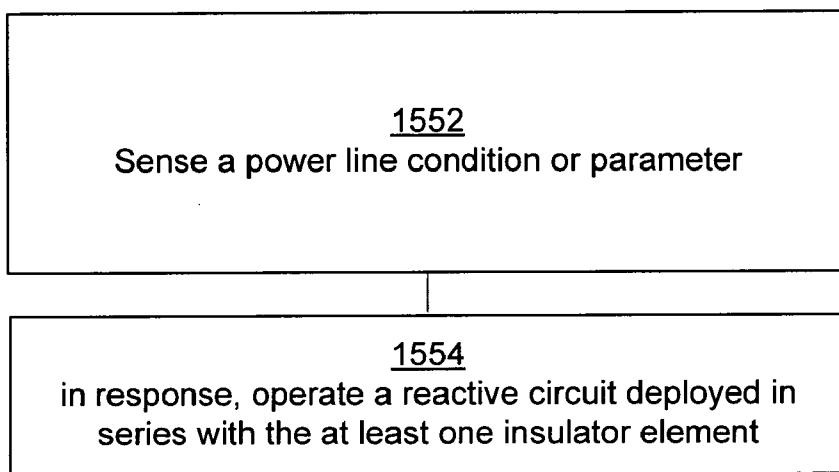 1552
Sense a power line condition or parameter
1554
in response, operate a reactive circuit deployed in
series with the at least one insulator element